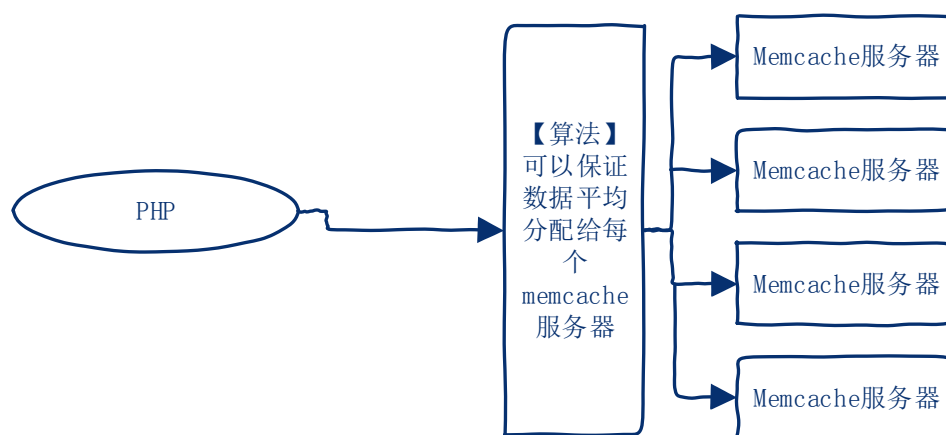 PHP
【算法】
可以保证
数据平均
分配给每
个
memcache
服务器
Memcache服务器
Memcache服务器
Memcache服务器
Memcache服务器